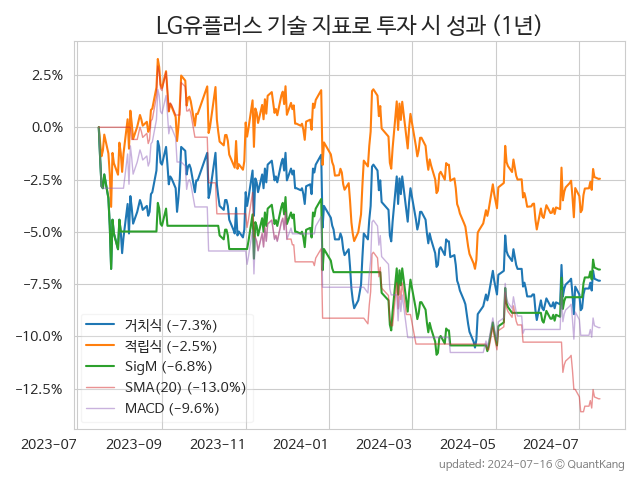 LG유플러스 기술 지표로 투자 시 성과 (1년)
2.5%
0.0%
−2.5%
−5.0%
−7.5%
−10.0%
−12.5%
거치식 (−7.3%)
적립식 (−2.5%)
SigM (−6.8%)
SMA(20) (−13.0%)
MACD (−9.6%)
2023-07 2023-09 2023-11 2024-01 2024-03 2024-05 2024-07
updated: 2024-07-16 © QuantKang